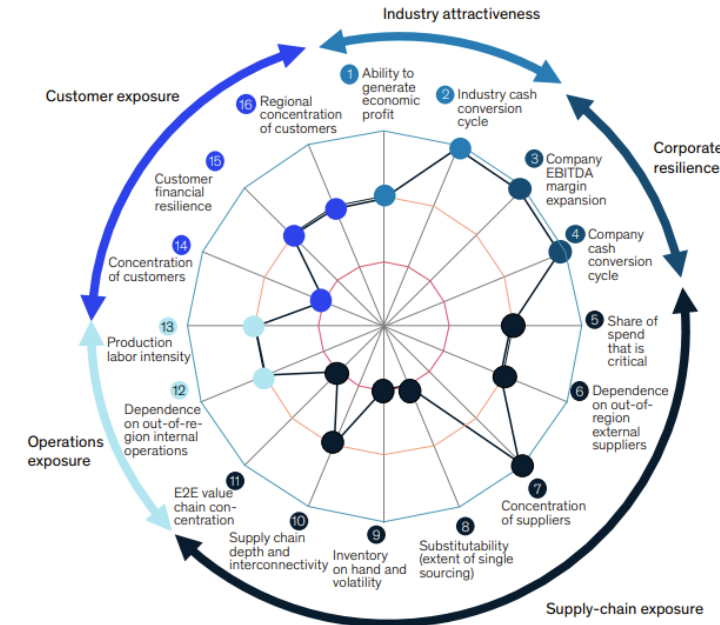 Industry attractiveness
Customer exposure
Corporate
resilience
1 Ability to
generate
economic
profit
2 Industry cash
conversion
cycle
3 Company
EBITDA
margin
expansion
4 Company
cash
conversion
cycle
5 Share of
spend
that is
critical
6 Dependence
on out-of-
region
external
suppliers
7
Concentration
of suppliers
8
Substitutability
(extent of single
sourcing)
9
Inventory
on hand and
volatility
10
Supply chain
depth and
interconnectivity
11
E2E value
chain con-
centration
12
Dependence
on out-of-re-
gion internal
operations
13
Production
labor intensity
14
Concentration
of customers
15
Customer
financial
resilience
16 Regional
concentration
of customers
Operations
exposure
Supply-chain exposure